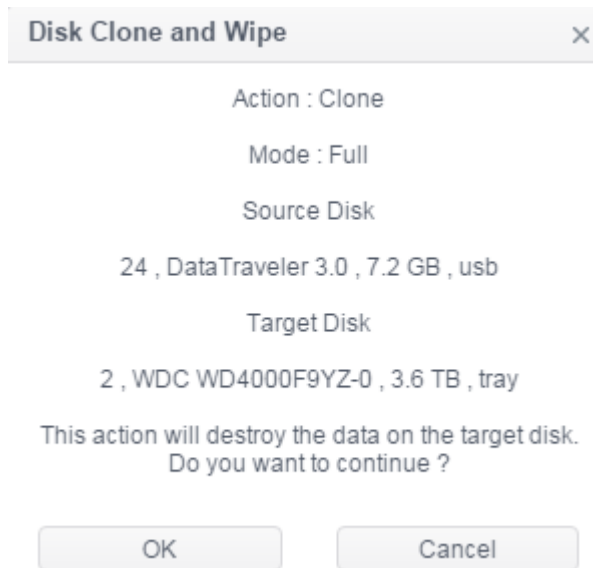 Disk Clone and Wipe
×
Action : Clone
Mode : Full
Source Disk
24 , DataTraveler 3.0 , 7.2 GB , usb
Target Disk
2 , WDC WD4000F9YZ-0 , 3.6 TB , tray
This action will destroy the data on the target disk.
Do you want to continue ?
OK
Cancel